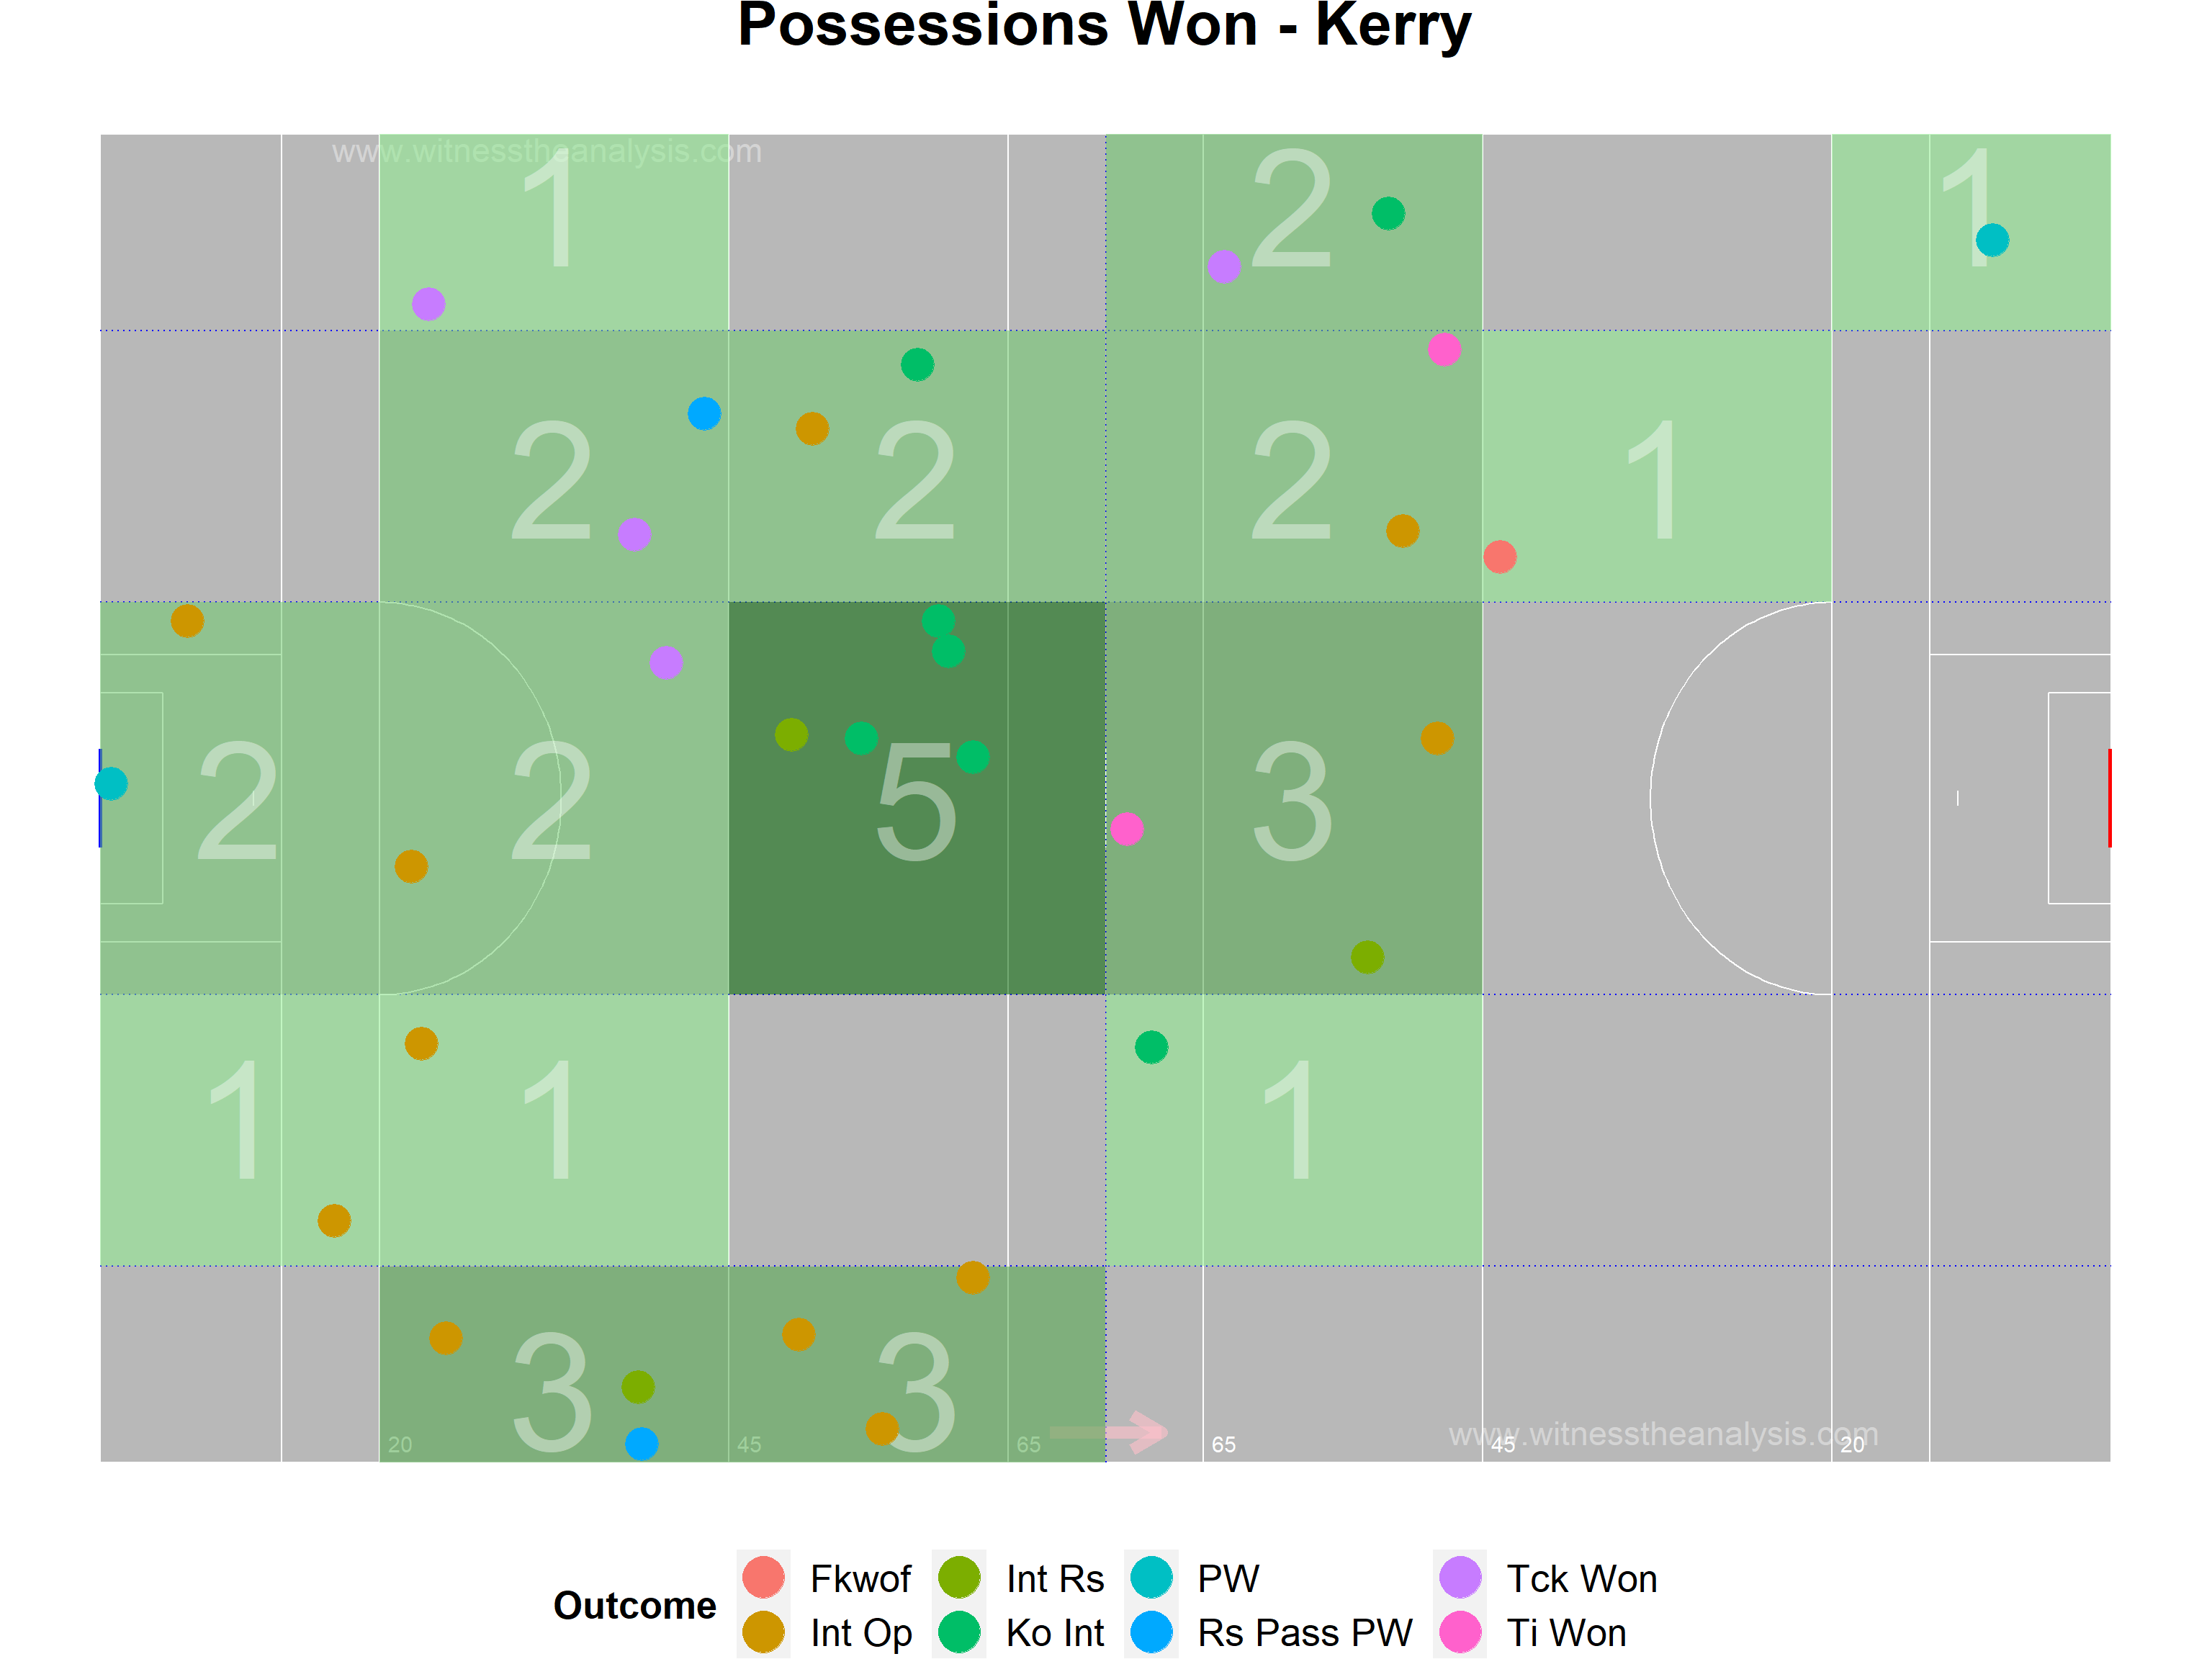 Possessions Won - Kerry
www.witnesstheanalysis.com
1 2 1
2 2 2 1
2 2 5 3
1 1 1
3 3
www.witnesstheanalysis.com
20 45 65 65 45 20
Outcome
Fkwof Int Rs PW Tck Won
Int Op Ko Int Rs Pass PW Ti Won